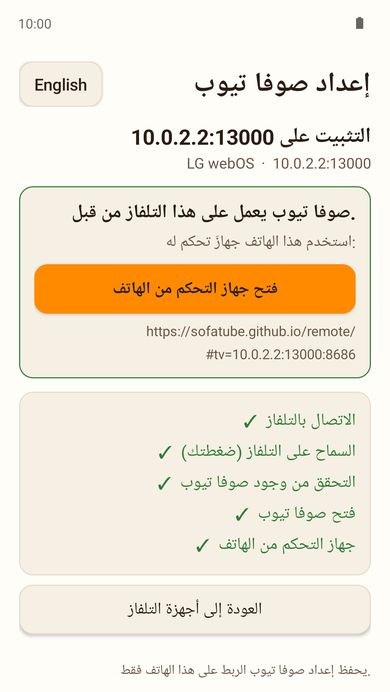 10:00
إعداد صوفا تيوب
English
التثبيت على 10.0.2.2:13000
LG webOS · 10.0.2.2:13000
صوفا تيوب يعمل على هذا التلفاز من قبل.
استخدم هذا الهاتف جهازَ تحكم له:
فتح جهاز التحكم من الهاتف
https://sofatube.github.io/remote/
#tv=10.0.2.2:13000:8686
الاتصال بالتلفاز ✓
السماح على التلفاز (ضغطتك) ✓
التحقق من وجود صوفا تيوب ✓
فتح صوفا تيوب ✓
جهاز التحكم من الهاتف ✓
العودة إلى أجهزة التلفاز
يحفظ إعداد صوفا تيوب الربط على هذا الهاتف فقط.